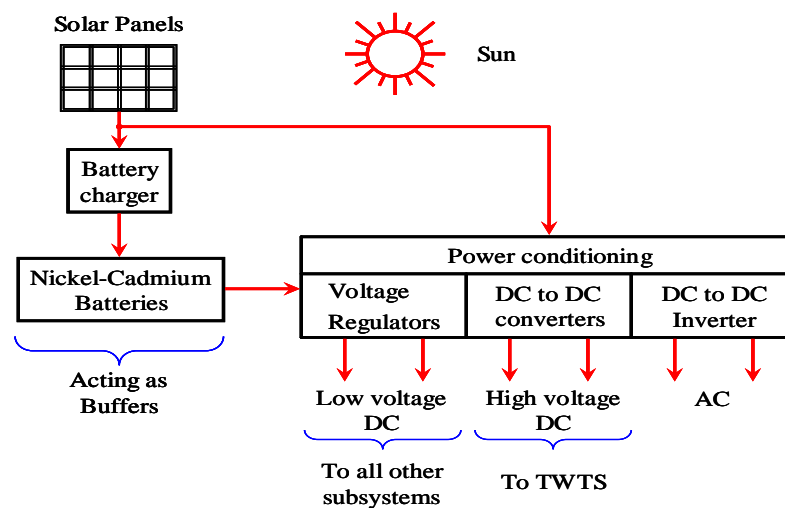 Solar Panels
Sun
Battery
charger
Nickel-Cadmium
Batteries
Acting as
Buffers
Power conditioning
Voltage
Regulators
DC to DC
converters
DC to DC
Inverter
Low voltage
DC
High voltage
DC
AC
To all other
subsystems
To TWTS